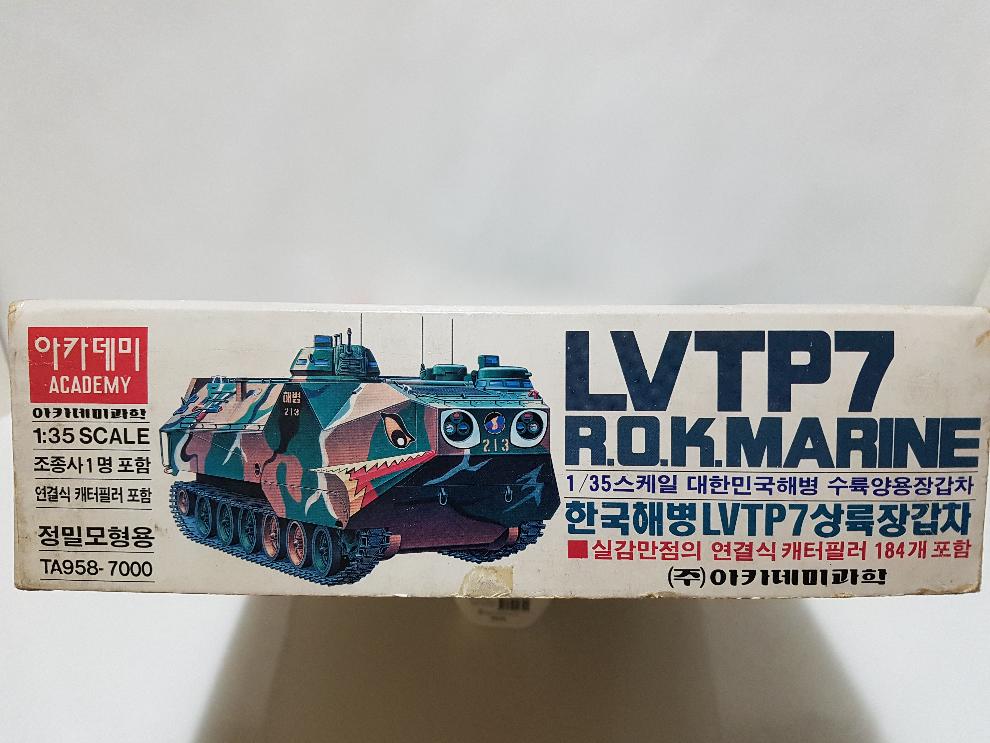 아카데미
ACADEMY
아카데미과학
1:35 SCALE
조종사1명 포함
연결식 캐터필러 포함
정밀모형용
TA958-7000
해병
213
213
LVTP7
R.O.K.MARINE
1/35스케일 대한민국해병 수륙양용장갑차
한국해병LVTP7상륙장갑차
■실감만점의 연결식캐터필러 184개 포함
(주)아카데미과학